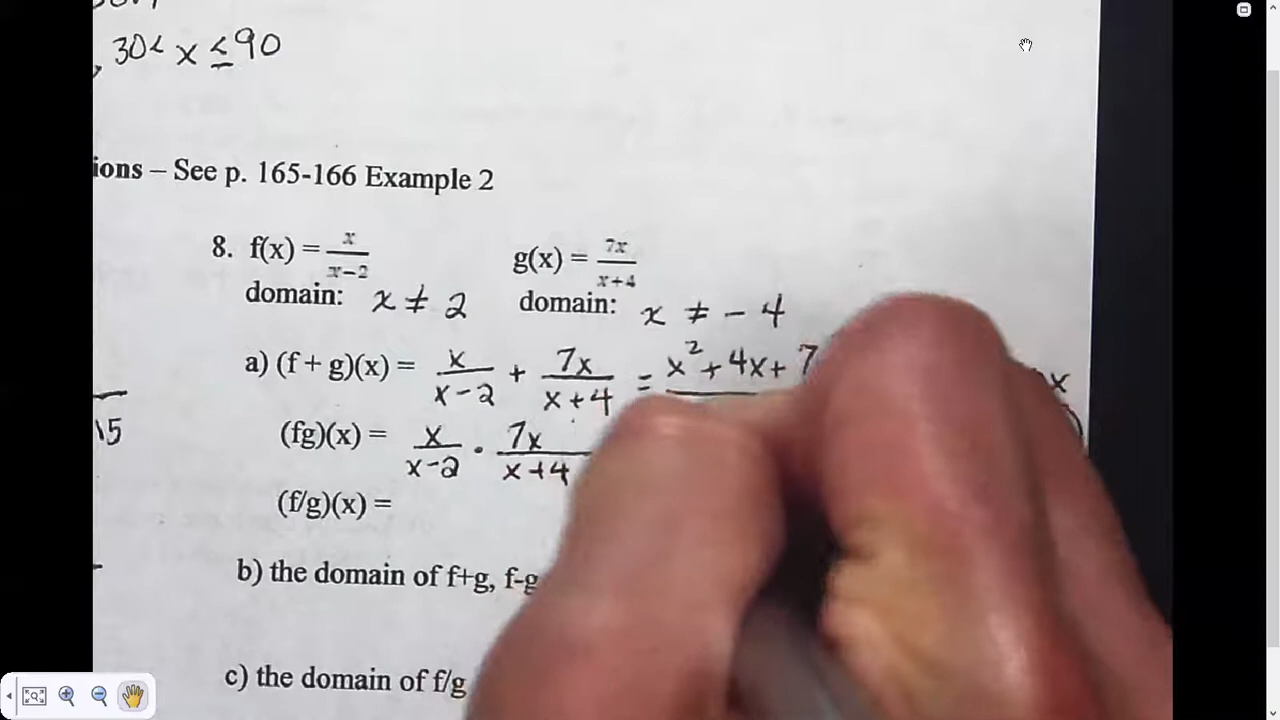 , 30 < x ≤ 90
ions – See p. 165-166 Example 2
8. f(x) = x/(x−2) g(x) = 7x/(x+4)
domain: x ≠ 2 domain: x ≠ −4
a) (f + g)(x) = x/(x−2) + 7x/(x+4) = x² + 4x + 7 x
15 (fg)(x) = x/(x−2) · 7x/(x+4)
(f/g)(x) =
b) the domain of f+g, f-g
c) the domain of f/g